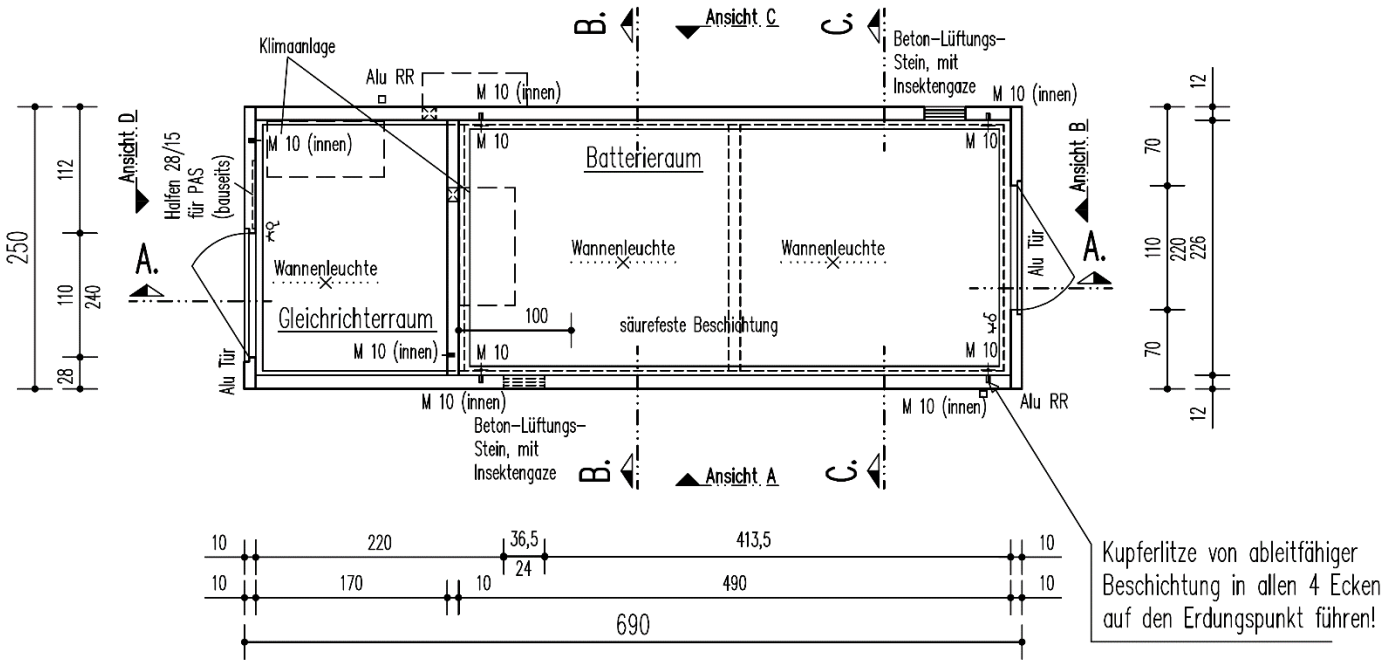 B.
Ansicht C
C.
Klimaanlage
Alu RR
M 10 (innen)
Beton-Lüftungs-
Stein, mit
Insektengaze
M 10 (innen)
12
Ansicht D
Halfen 28/15
für PAS
(bauseits)
M 10 (innen)
M 10
Batterieraum
M 10
Ansicht B
112
70
250
A.
Wannenleuchte
Wannenleuchte
Wannenleuchte
Alu Tür
A.
110
240
110
220
226
Gleichrichterraum
100
säurefeste Beschichtung
M 10 (innen)
M 10
M 10
28
Alu Tür
70
M 10 (innen)
M 10 (innen)
Alu RR
12
Beton-Lüftungs-
Stein, mit
Insektengaze
B.
Ansicht A
C.
10
220
36,5
24
413,5
10
10
170
10
490
10
690
Kupferlitze von ableitfähiger
Beschichtung in allen 4 Ecken
auf den Erdungspunkt führen!